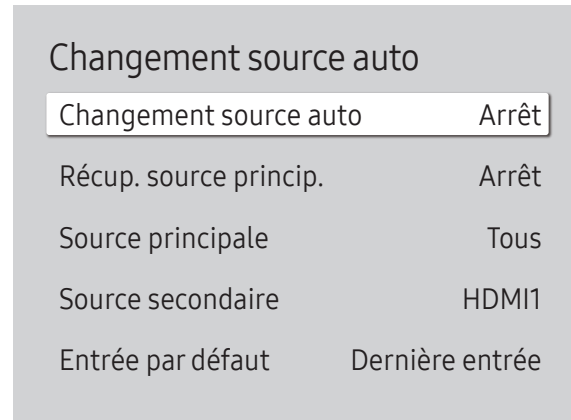 Changement source auto
Changement source auto Arrêt
Récup. source princip. Arrêt
Source principale Tous
Source secondaire HDMI1
Entrée par défaut Dernière entrée